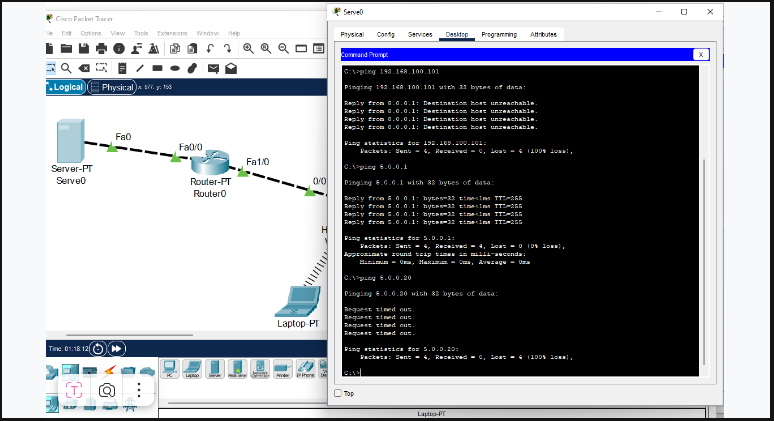 Cisco Packet Tracer
Edit Options View Tools Extensions Window Help
Logical Physical x: 577, y: 153
Fa0
Server-PT
Serve0
Fa0/0
Router-PT
Router0
Fa1/0
0/0
H
Laptop-PT
Time: 01:18:12
PC Laptop Server Printer IP Phone
Serve0
Physical Config Services Desktop Programming Attributes
Command Prompt X
C:\>ping 192.168.100.101
Pinging 192.168.100.101 with 32 bytes of data:
Reply from 8.0.0.1: Destination host unreachable.
Reply from 8.0.0.1: Destination host unreachable.
Reply from 8.0.0.1: Destination host unreachable.
Reply from 8.0.0.1: Destination host unreachable.
Ping statistics for 192.168.100.101:
Packets: Sent = 4, Received = 0, Lost = 4 (100% loss),
C:\>ping 5.0.0.1
Pinging 5.0.0.1 with 32 bytes of data:
Reply from 5.0.0.1: bytes=32 time<1ms TTL=255
Reply from 5.0.0.1: bytes=32 time<1ms TTL=255
Reply from 5.0.0.1: bytes=32 time<1ms TTL=255
Reply from 5.0.0.1: bytes=32 time<1ms TTL=255
Ping statistics for 5.0.0.1:
Packets: Sent = 4, Received = 4, Lost = 0 (0% loss),
Approximate round trip times in milli-seconds:
Minimum = 0ms, Maximum = 0ms, Average = 0ms
C:\>ping 5.0.0.20
Pinging 5.0.0.20 with 32 bytes of data:
Request timed out.
Request timed out.
Request timed out.
Request timed out.
Ping statistics for 5.0.0.20:
Packets: Sent = 4, Received = 0, Lost = 4 (100% loss),
C:\>
Top
Laptop-PT